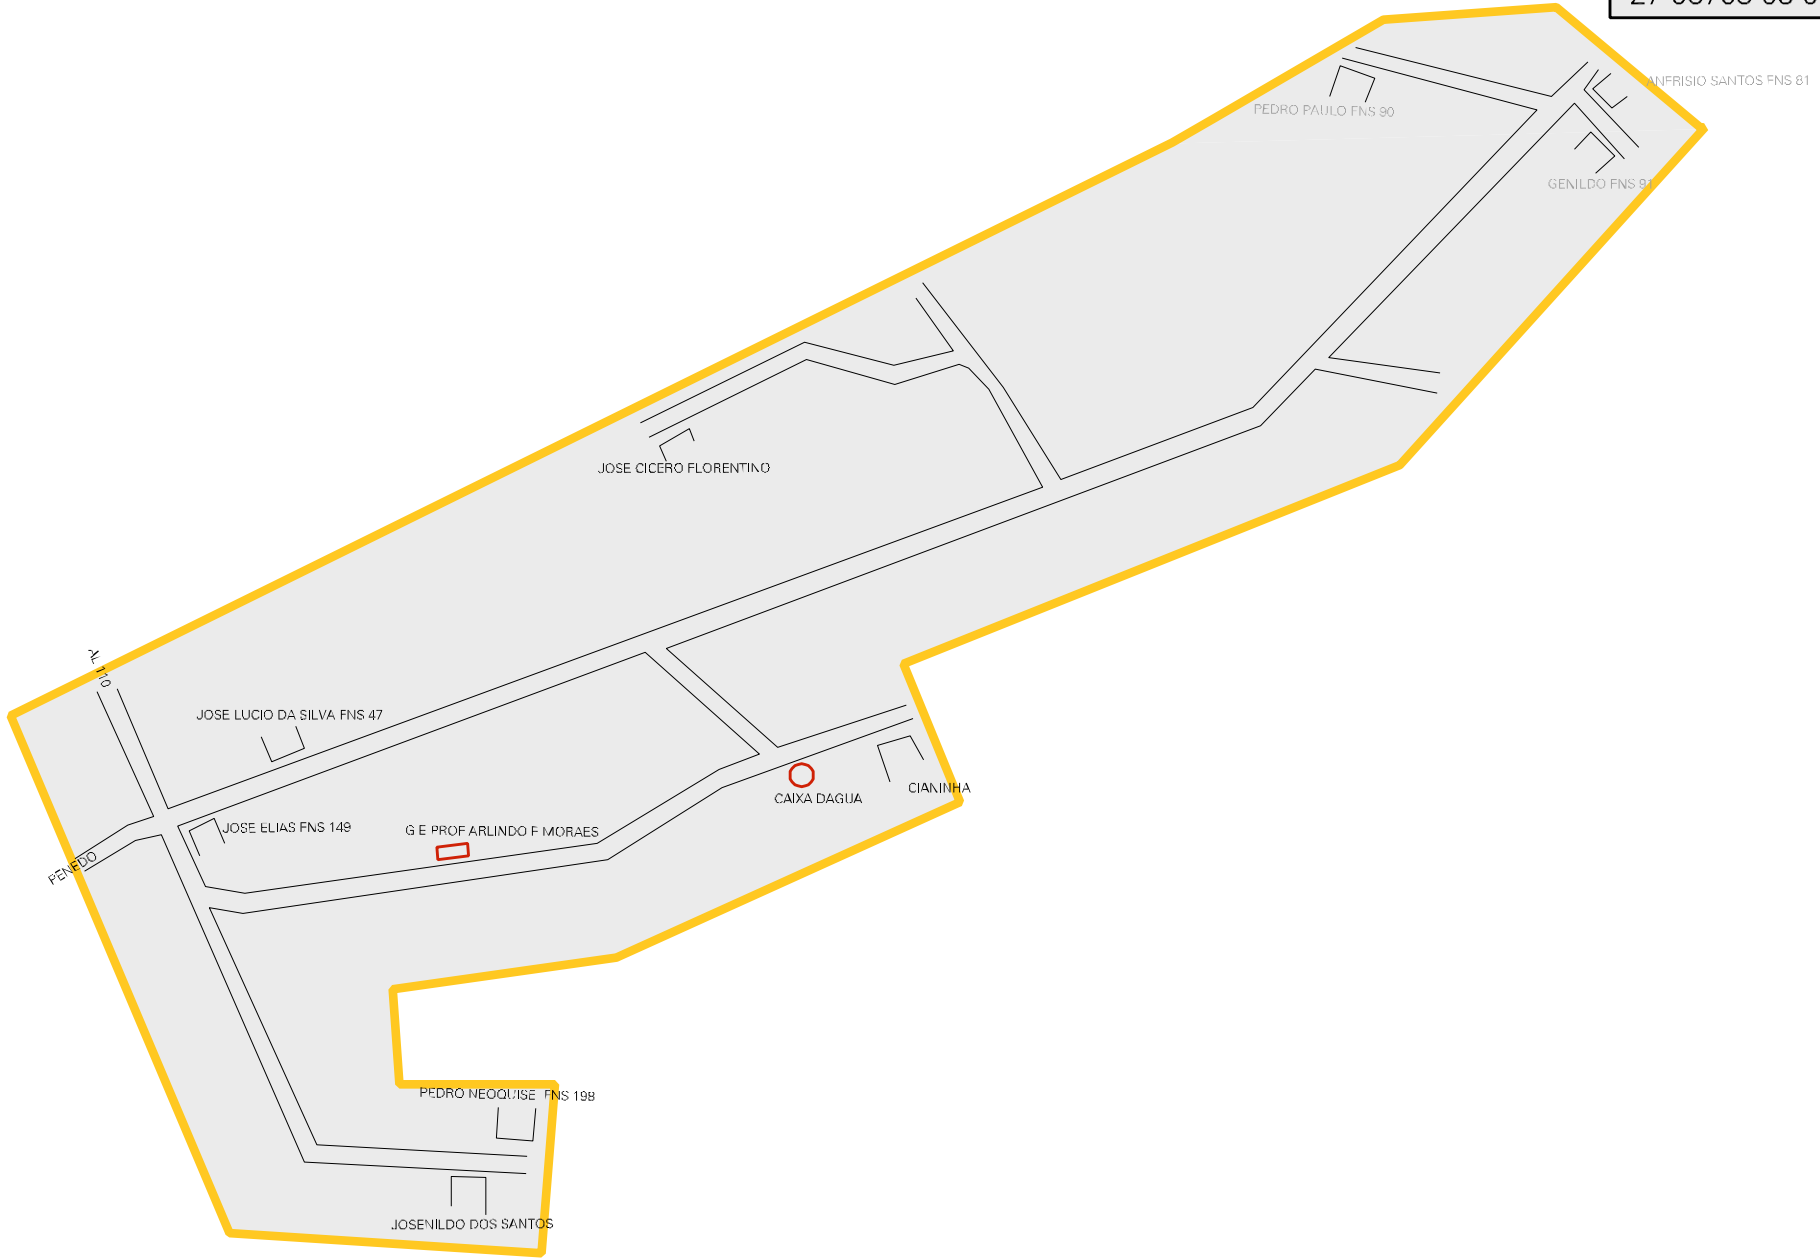 ANFRISIO SANTOS FNS 81
PEDRO PAULO FNS 90
GENILDO FNS 91
JOSE CICERO FLORENTINO
AL 110
JOSE LUCIO DA SILVA FNS 47
CIANINHA
CAIXA DAGUA
JOSE ELIAS FNS 149
G E PROF ARLINDO F MORAES
PENEDO
PEDRO NEOQUISE FNS 198
JOSENILDO DOS SANTOS